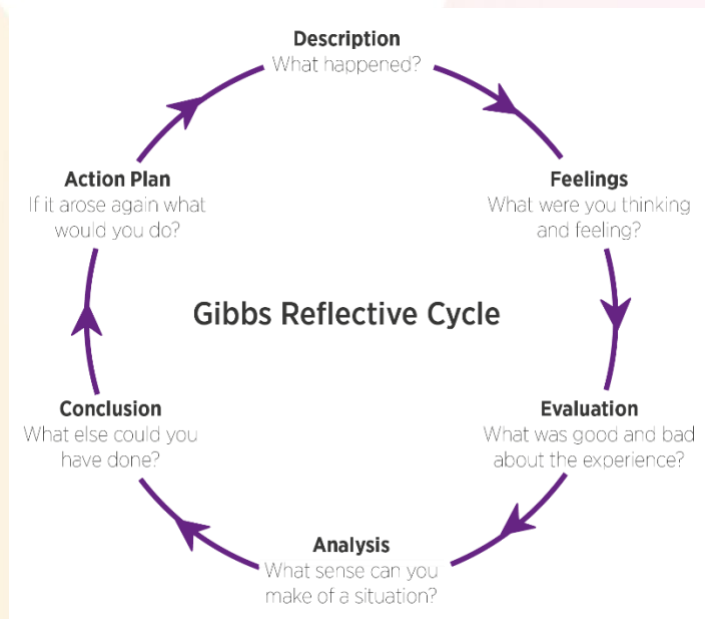 Description
What happened?
Feelings
What were you thinking
and feeling?
Evaluation
What was good and bad
about the experience?
Analysis
What sense can you
make of a situation?
Conclusion
What else could you
have done?
Action Plan
If it arose again what
would you do?
Gibbs Reflective Cycle